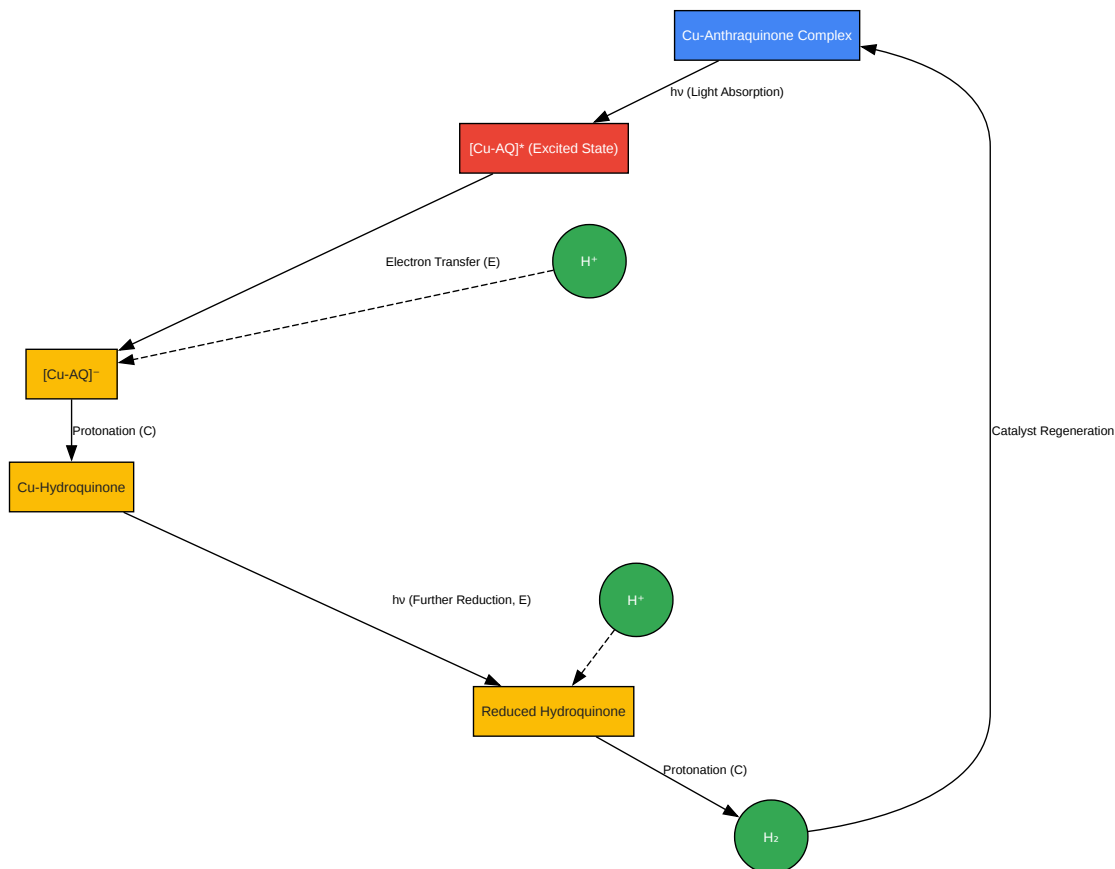 Cu-Anthraquinone Complex
hν (Light Absorption)
[Cu-AQ]* (Excited State)
Electron Transfer (E)
H⁺
[Cu-AQ]⁻
Protonation (C)
Catalyst Regeneration
Cu-Hydroquinone
hν (Further Reduction, E)
H⁺
Reduced Hydroquinone
Protonation (C)
H₂